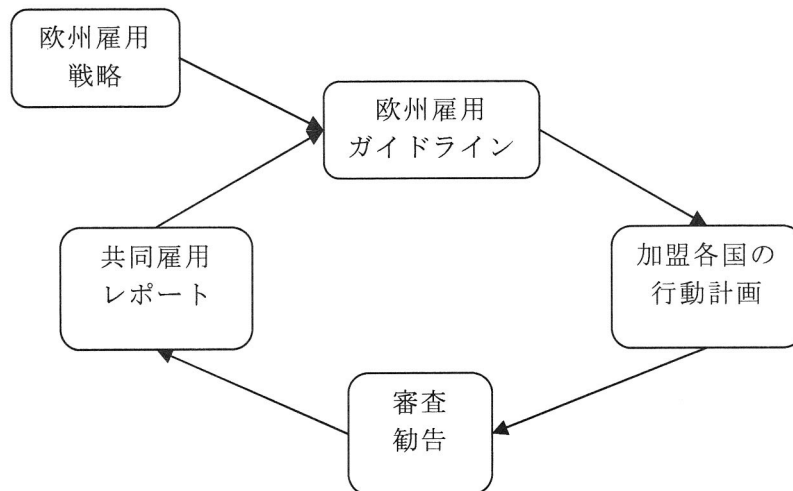 欧州雇用
戦略
欧州雇用
ガイドライン
加盟各国の
行動計画
審査
勧告
共同雇用
レポート